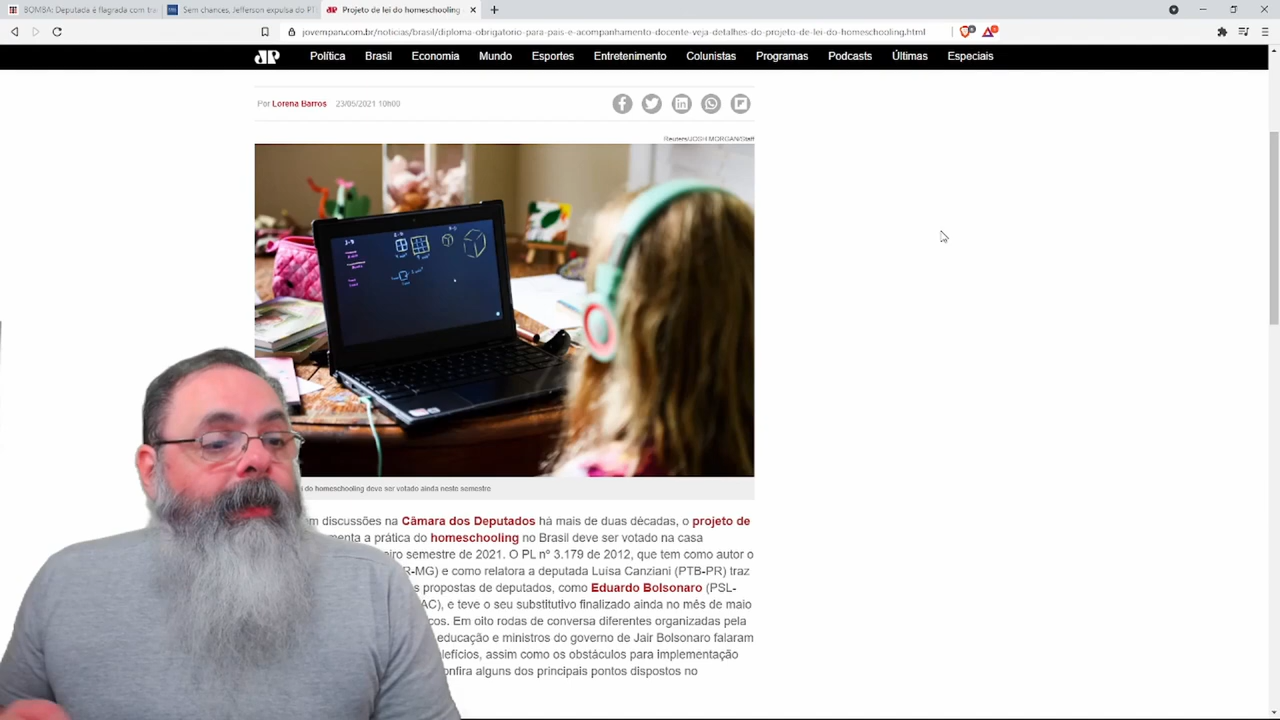 BOMBA: Deputada é flagrada com tra
Sem chances, Jefferson expulsa do PT
Projeto de lei do homeschooling
jovempan.com.br/noticias/brasil/diploma-obrigatorio-para-pais-e-acompanhamento-docente-veja-detalhes-do-projeto-de-lei-do-homeschooling.html
JP Política Brasil Economia Mundo Esportes Entretenimento Colunistas Programas Podcasts Últimas Especiais
Por Lorena Barros 23/05/2021 10h00
Reuters/JOSH MORGAN/Staff
do homeschooling deve ser votado ainda neste semestre
m discussões na Câmara dos Deputados há mais de duas décadas, o projeto de
menta a prática do homeschooling no Brasil deve ser votado na casa
eiro semestre de 2021. O PL nº 3.179 de 2012, que tem como autor o
R-MG) e como relatora a deputada Luísa Canziani (PTB-PR) traz
s propostas de deputados, como Eduardo Bolsonaro (PSL-
AC), e teve o seu substitutivo finalizado ainda no mês de maio
cos. Em oito rodas de conversa diferentes organizadas pela
educação e ministros do governo de Jair Bolsonaro falaram
efícios, assim como os obstáculos para implementação
onfira alguns dos principais pontos dispostos no